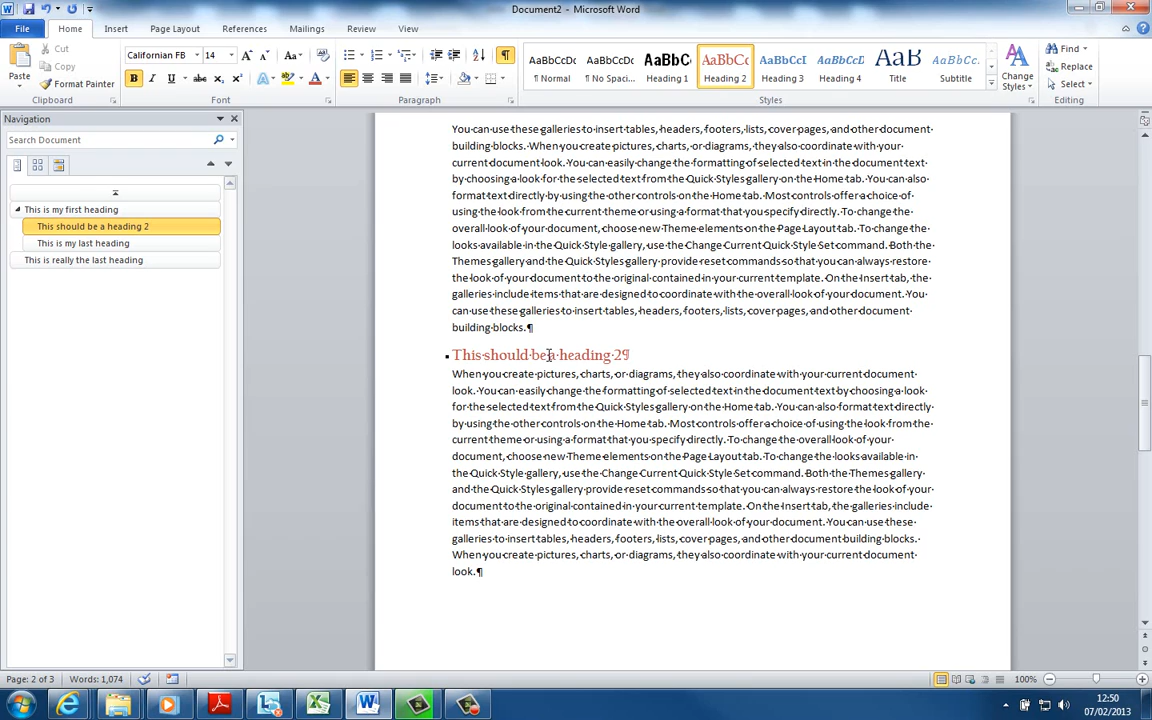 Document2 - Microsoft Word
File Home Insert Page Layout References Mailings Review View
Paste
Cut
Copy
Format Painter
Clipboard
Californian FB 14
Font
Paragraph
AaBbCcDc AaBbCcDc AaBbC AaBbCc AaBbCcI AaBbCcDc AaB AaBbCc.
¶ Normal ¶ No Spaci... Heading 1 Heading 2 Heading 3 Heading 4 Title Subtitle
Styles
Change Styles
Find
Replace
Select
Editing
Navigation
Search Document
This is my first heading
This should be a heading 2
This is my last heading
This is really the last heading
You can use these galleries to insert tables, headers, footers, lists, cover pages, and other document
building blocks. When you create pictures, charts, or diagrams, they also coordinate with your
current document look. You can easily change the formatting of selected text in the document text
by choosing a look for the selected text from the Quick Styles gallery on the Home tab. You can also
format text directly by using the other controls on the Home tab. Most controls offer a choice of
using the look from the current theme or using a format that you specify directly. To change the
overall look of your document, choose new Theme elements on the Page Layout tab. To change the
looks available in the Quick Style gallery, use the Change Current Quick Style Set command. Both the
Themes gallery and the Quick Styles gallery provide reset commands so that you can always restore
the look of your document to the original contained in your current template. On the Insert tab, the
galleries include items that are designed to coordinate with the overall look of your document. You
can use these galleries to insert tables, headers, footers, lists, cover pages, and other document
building blocks.¶
This should be a heading 2¶
When you create pictures, charts, or diagrams, they also coordinate with your current document
look. You can easily change the formatting of selected text in the document text by choosing a look
for the selected text from the Quick Styles gallery on the Home tab. You can also format text directly
by using the other controls on the Home tab. Most controls offer a choice of using the look from the
current theme or using a format that you specify directly. To change the overall look of your
document, choose new Theme elements on the Page Layout tab. To change the looks available in
the Quick Style gallery, use the Change Current Quick Style Set command. Both the Themes gallery
and the Quick Styles gallery provide reset commands so that you can always restore the look of your
document to the original contained in your current template. On the Insert tab, the galleries include
items that are designed to coordinate with the overall look of your document. You can use these
galleries to insert tables, headers, footers, lists, cover pages, and other document building blocks.
When you create pictures, charts, or diagrams, they also coordinate with your current document
look.¶
Page: 2 of 3 Words: 1,074 100%
12:50
07/02/2013